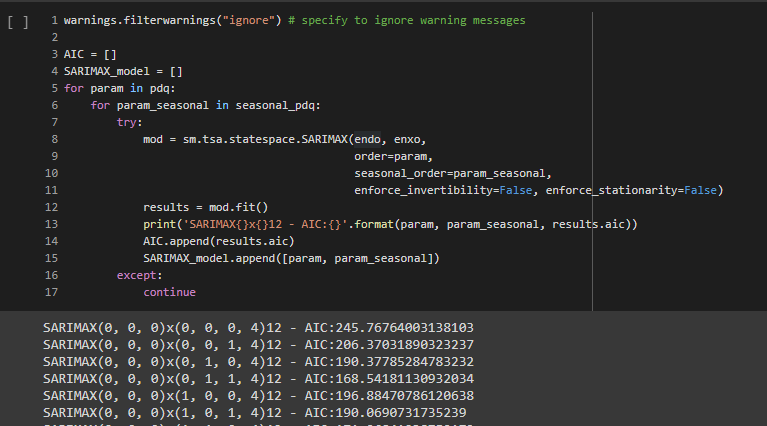 [ ]
1 warnings.filterwarnings("ignore") # specify to ignore warning messages
2
3 AIC = []
4 SARIMAX_model = []
5 for param in pdq:
6     for param_seasonal in seasonal_pdq:
7         try:
8             mod = sm.tsa.statespace.SARIMAX(endo, enxo,
9                                             order=param,
10                                             seasonal_order=param_seasonal,
11                                             enforce_invertibility=False, enforce_stationarity=False)
12             results = mod.fit()
13             print('SARIMAX{}x{}12 - AIC:{}'.format(param, param_seasonal, results.aic))
14             AIC.append(results.aic)
15             SARIMAX_model.append([param, param_seasonal])
16         except:
17             continue
SARIMAX(0, 0, 0)x(0, 0, 0, 4)12 - AIC:245.76764003138103
SARIMAX(0, 0, 0)x(0, 0, 1, 4)12 - AIC:206.37031890323237
SARIMAX(0, 0, 0)x(0, 1, 0, 4)12 - AIC:190.37785284783232
SARIMAX(0, 0, 0)x(0, 1, 1, 4)12 - AIC:168.54181130932034
SARIMAX(0, 0, 0)x(1, 0, 0, 4)12 - AIC:196.88470786120638
SARIMAX(0, 0, 0)x(1, 0, 1, 4)12 - AIC:190.0690731735239